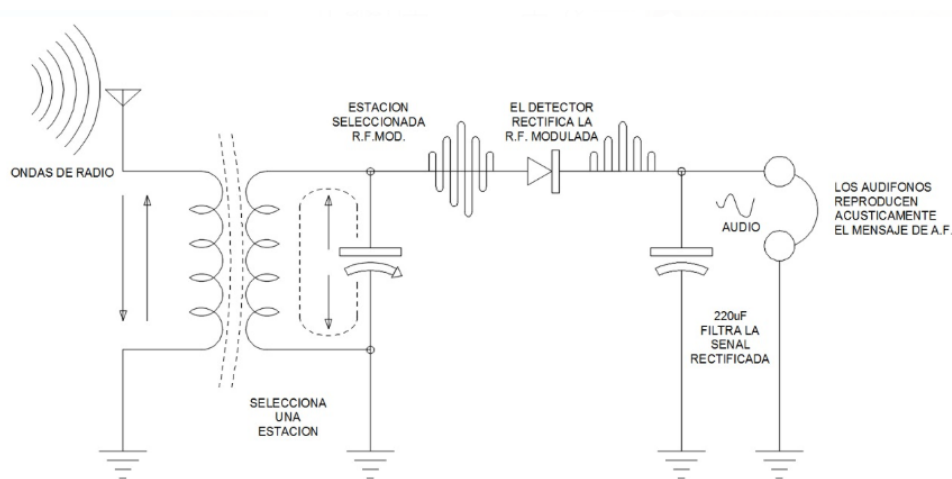 ONDAS DE RADIO
ESTACION
SELECCIONADA
R.F.MOD.
EL DETECTOR
RECTIFICA LA
R.F. MODULADA
AUDIO
LOS AUDIFONOS
REPRODUCEN
ACUSTICAMENTE
EL MENSAJE DE A.F.
220uF
FILTRA LA
SENAL
RECTIFICADA
SELECCIONA
UNA
ESTACION